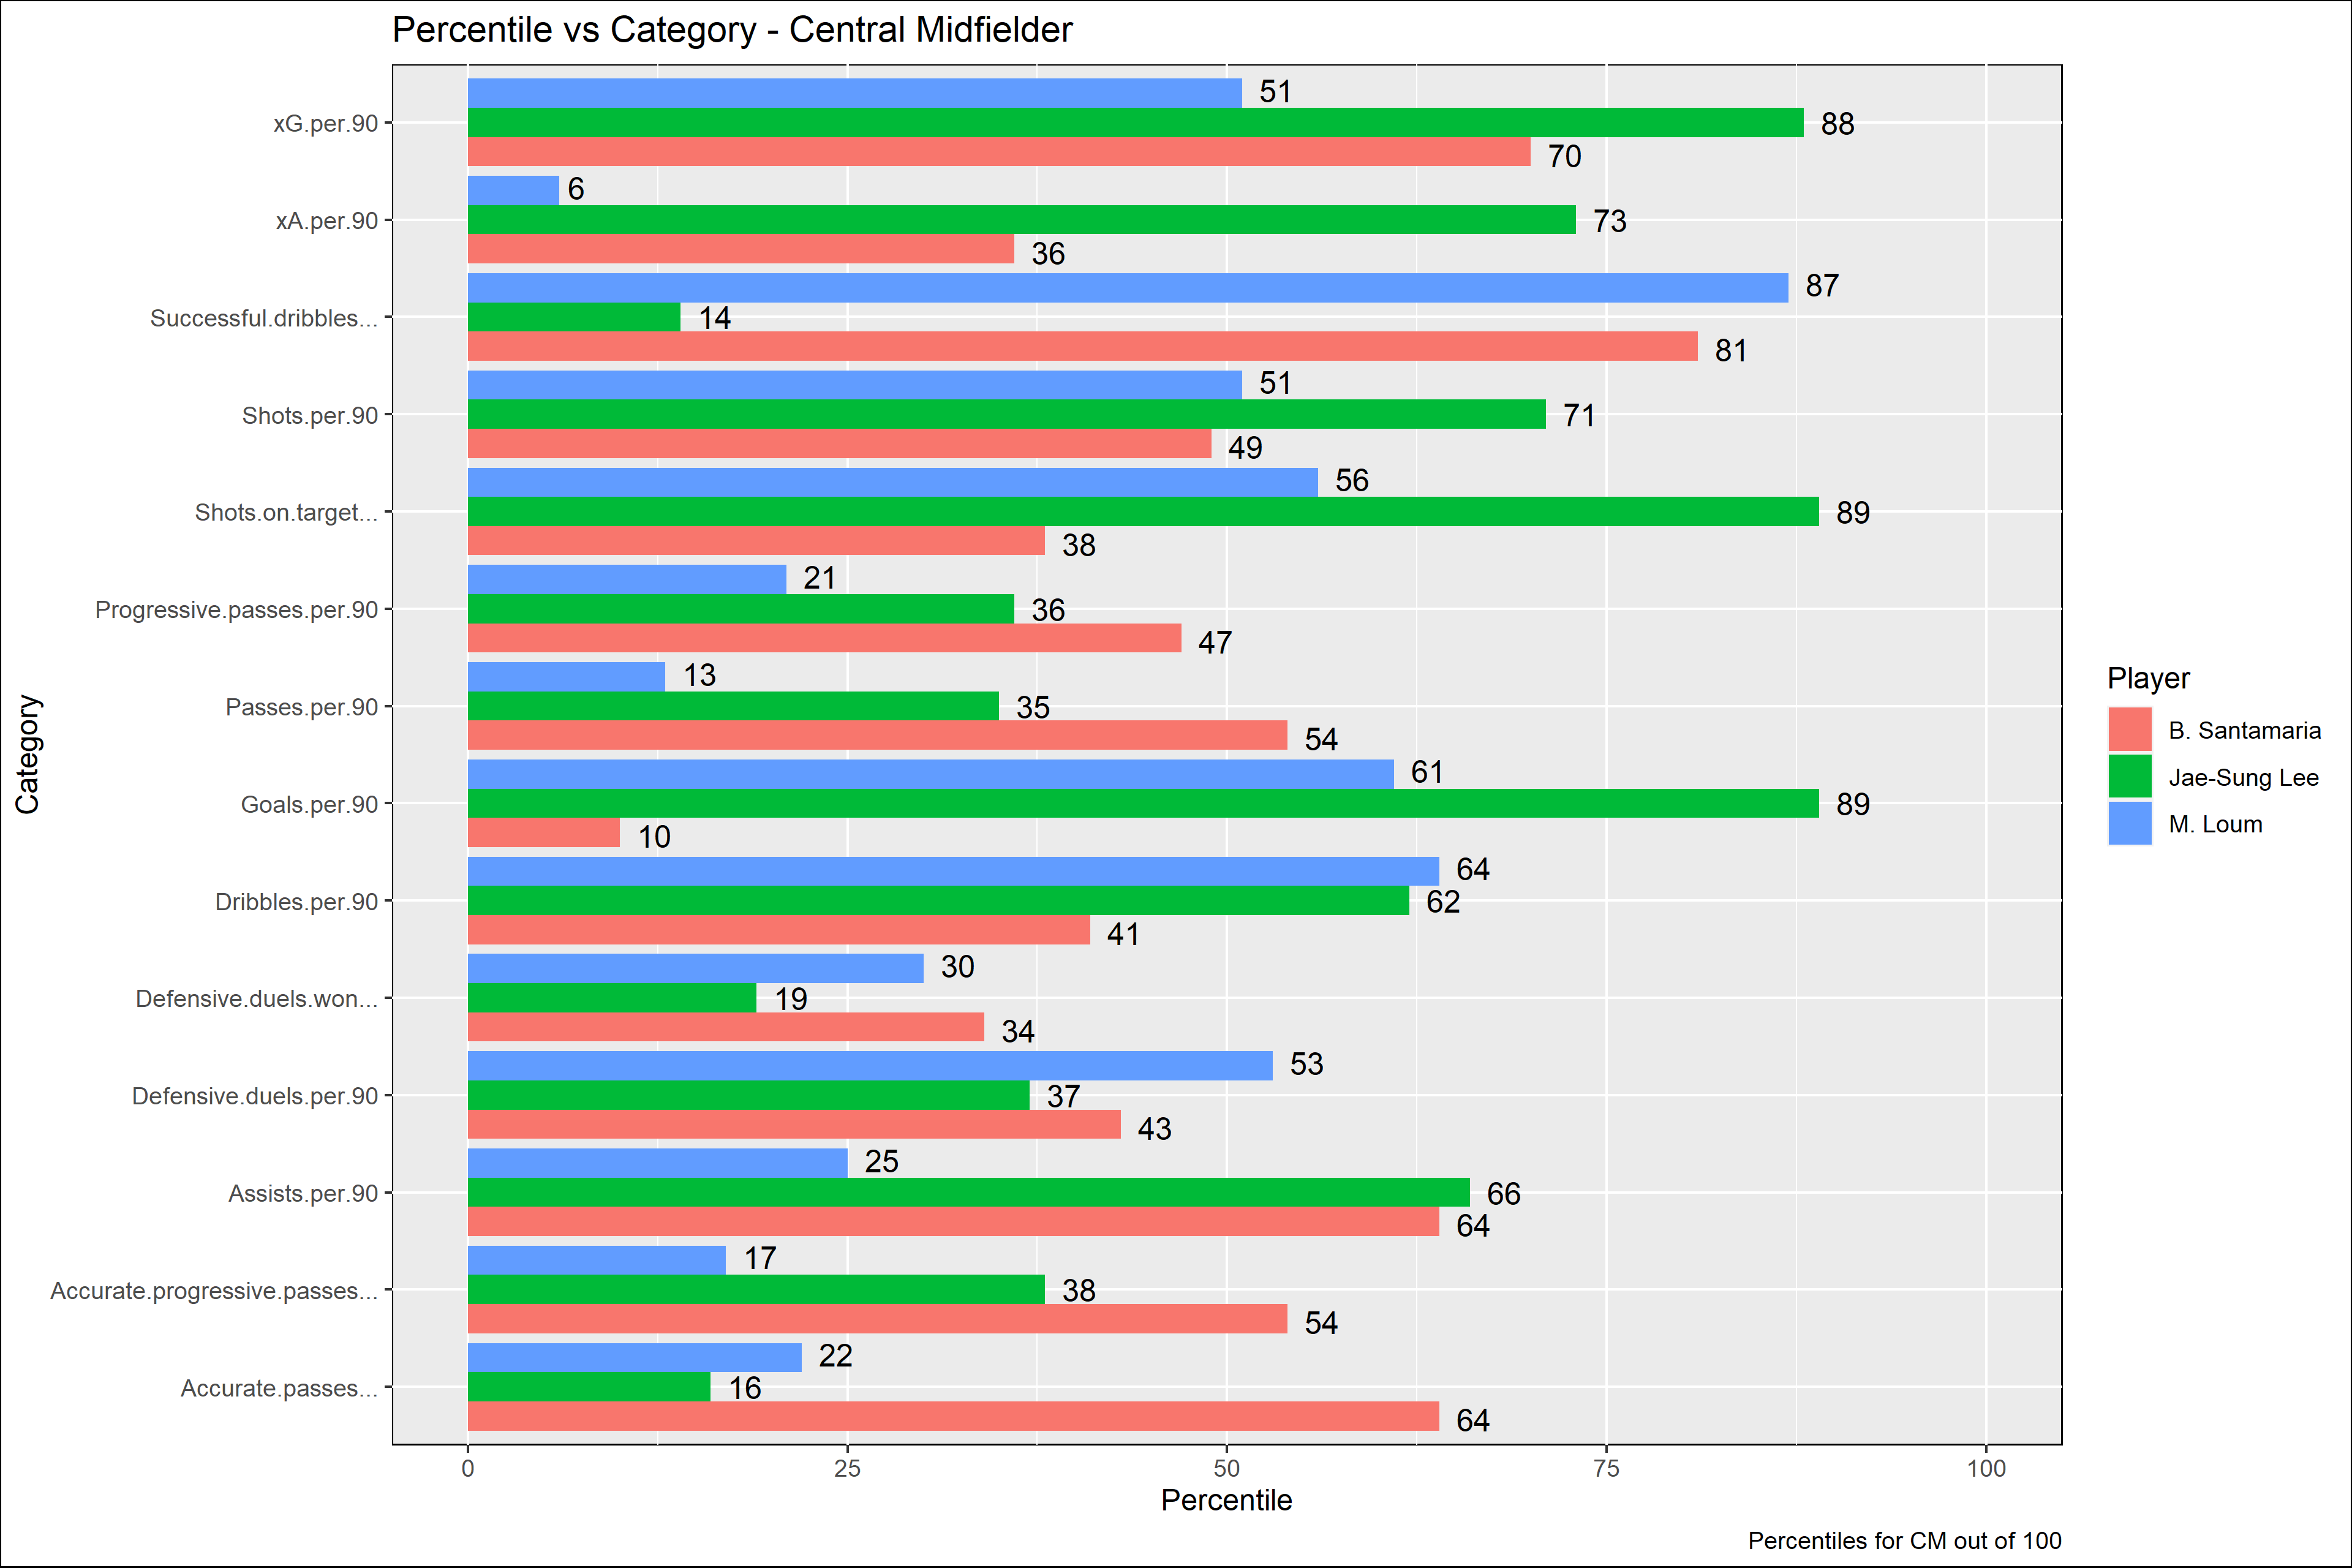 Percentile vs Category - Central Midfielder
xG.per.90
51
88
70
xA.per.90
6
73
36
Successful.dribbles...
87
14
81
Shots.per.90
51
71
49
Shots.on.target...
56
89
38
Progressive.passes.per.90
21
36
47
Passes.per.90
13
35
54
Goals.per.90
61
89
10
Dribbles.per.90
64
62
41
Defensive.duels.won...
30
19
34
Defensive.duels.per.90
53
37
43
Assists.per.90
25
66
64
Accurate.progressive.passes...
17
38
54
Accurate.passes...
22
16
64
Category
0 25 50 75 100
Percentile
Percentiles for CM out of 100
Player
B. Santamaria
Jae-Sung Lee
M. Loum